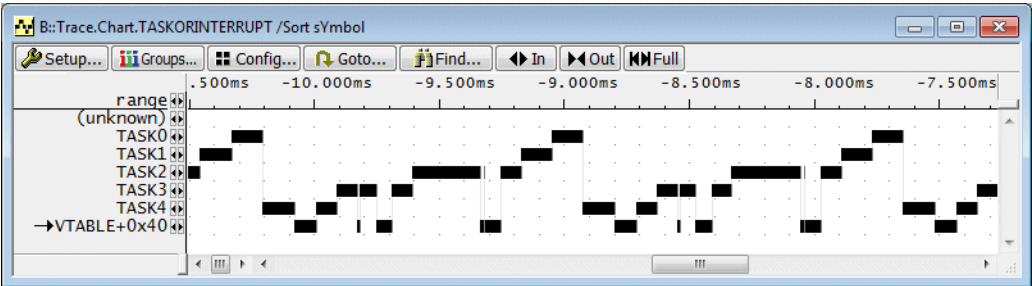 B::Trace.Chart.TASKORINTERRUPT /Sort sYmbol
Setup... Groups... Config... Goto... Find... In Out Full
.500ms -10.000ms -9.500ms -9.000ms -8.500ms -8.000ms -7.500ms
range
(unknown)
TASK0
TASK1
TASK2
TASK3
TASK4
VTABLE+0x40